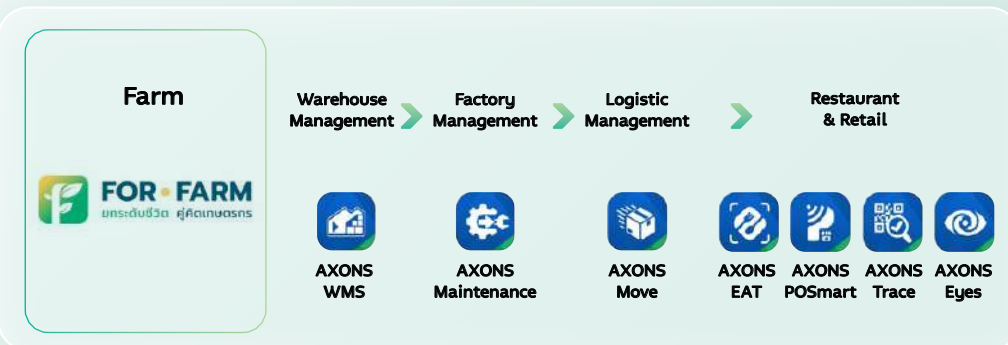 Farm
FOR FARM
ยกระดับชีวิต คู่คิดเกษตรกร
Warehouse
Management
Factory
Management
Logistic
Management
Restaurant
& Retail
AXONS
WMS
AXONS
Maintenance
AXONS
Move
AXONS
EAT
AXONS
POSmart
AXONS
Trace
AXONS
Eyes